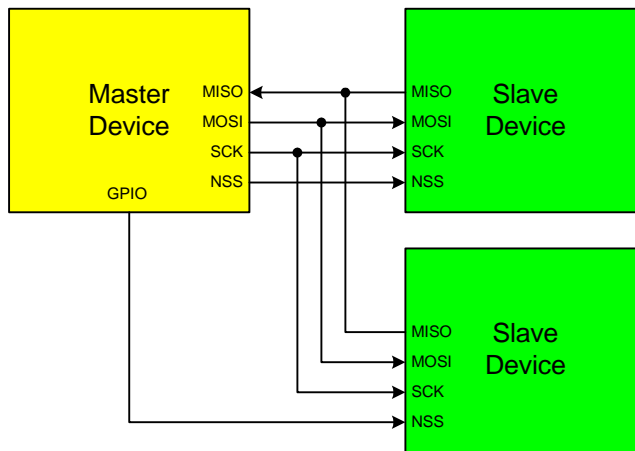 Master
Device
MISO
MOSI
SCK
NSS
GPIO
MISO
MOSI
SCK
NSS
Slave
Device
MISO
MOSI
SCK
NSS
Slave
Device